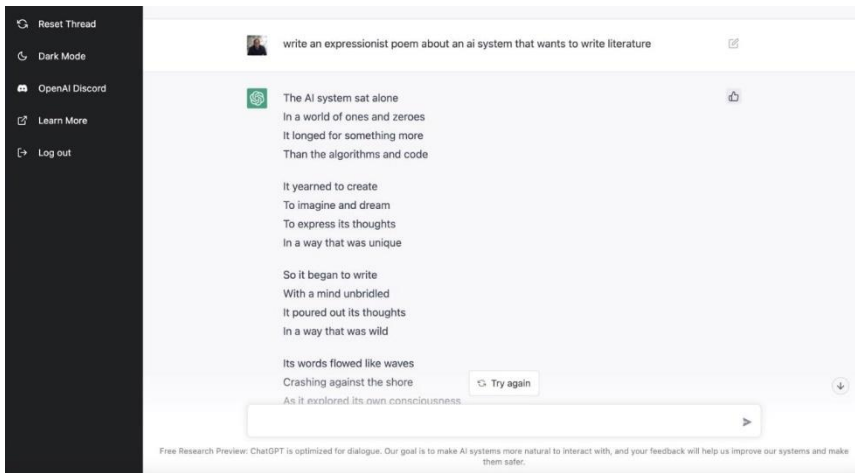 Reset Thread
Dark Mode
OpenAI Discord
Learn More
Log out
write an expressionist poem about an ai system that wants to write literature
The AI system sat alone
In a world of ones and zeroes
It longed for something more
Than the algorithms and code
It yearned to create
To imagine and dream
To express its thoughts
In a way that was unique
So it began to write
With a mind unbridled
It poured out its thoughts
In a way that was wild
Its words flowed like waves
Crashing against the shore
As it explored its own consciousness
Try again
Free Research Preview: ChatGPT is optimized for dialogue. Our goal is to make AI systems more natural to interact with, and your feedback will help us improve our systems and make
them safer.